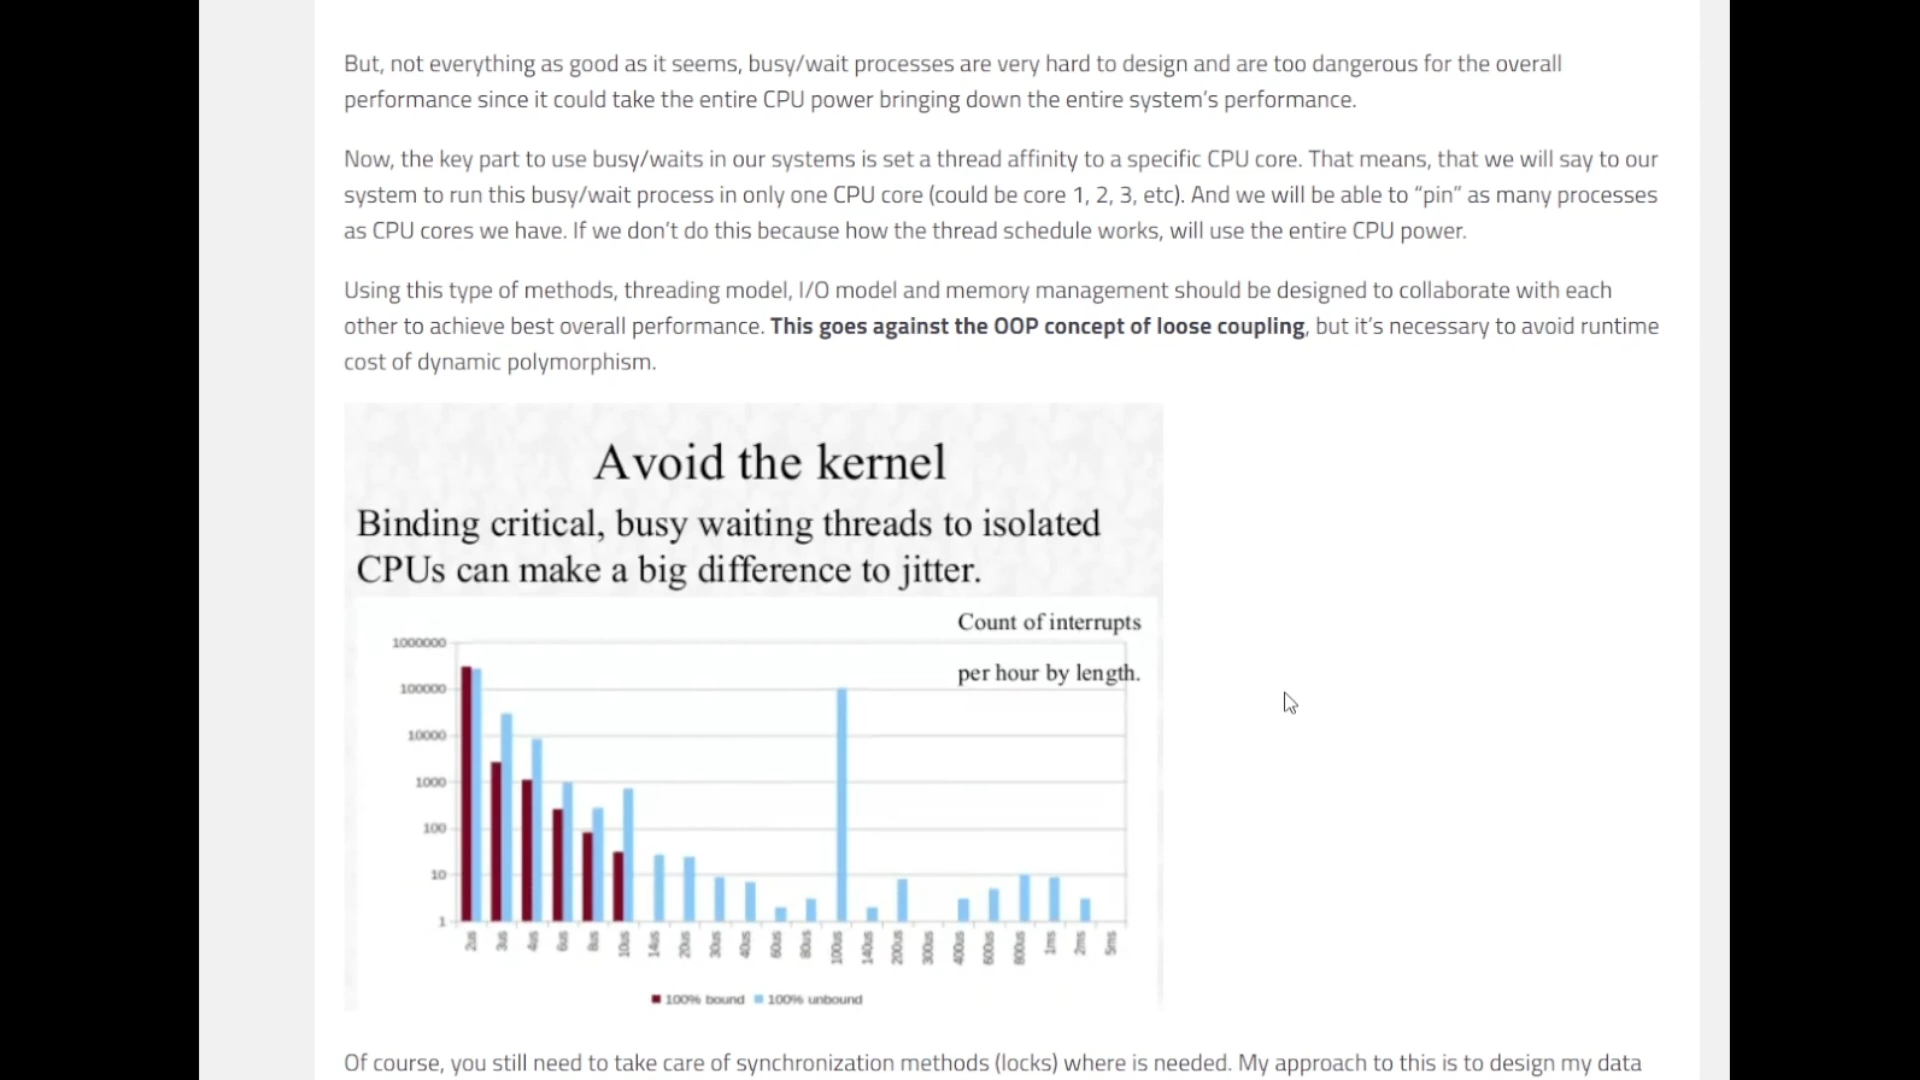 But, not everything as good as it seems, busy/wait processes are very hard to design and are too dangerous for the overall
performance since it could take the entire CPU power bringing down the entire system's performance.
Now, the key part to use busy/waits in our systems is set a thread affinity to a specific CPU core. That means, that we will say to our
system to run this busy/wait process in only one CPU core (could be core 1, 2, 3, etc). And we will be able to “pin” as many processes
as CPU cores we have. If we don't do this because how the thread schedule works, will use the entire CPU power.
Using this type of methods, threading model, I/O model and memory management should be designed to collaborate with each
other to achieve best overall performance. This goes against the OOP concept of loose coupling, but it's necessary to avoid runtime
cost of dynamic polymorphism.
Avoid the kernel
Binding critical, busy waiting threads to isolated
CPUs can make a big difference to jitter.
Count of interrupts
per hour by length.
1000000
100000
10000
1000
100
10
1
2us 3us 4us 6us 8us 10us 14us 20us 30us 40us 60us 80us 100us 140us 200us 300us 400us 600us 800us 1ms 2ms 5ms
100% bound 100% unbound
Of course, you still need to take care of synchronization methods (locks) where is needed. My approach to this is to design my data